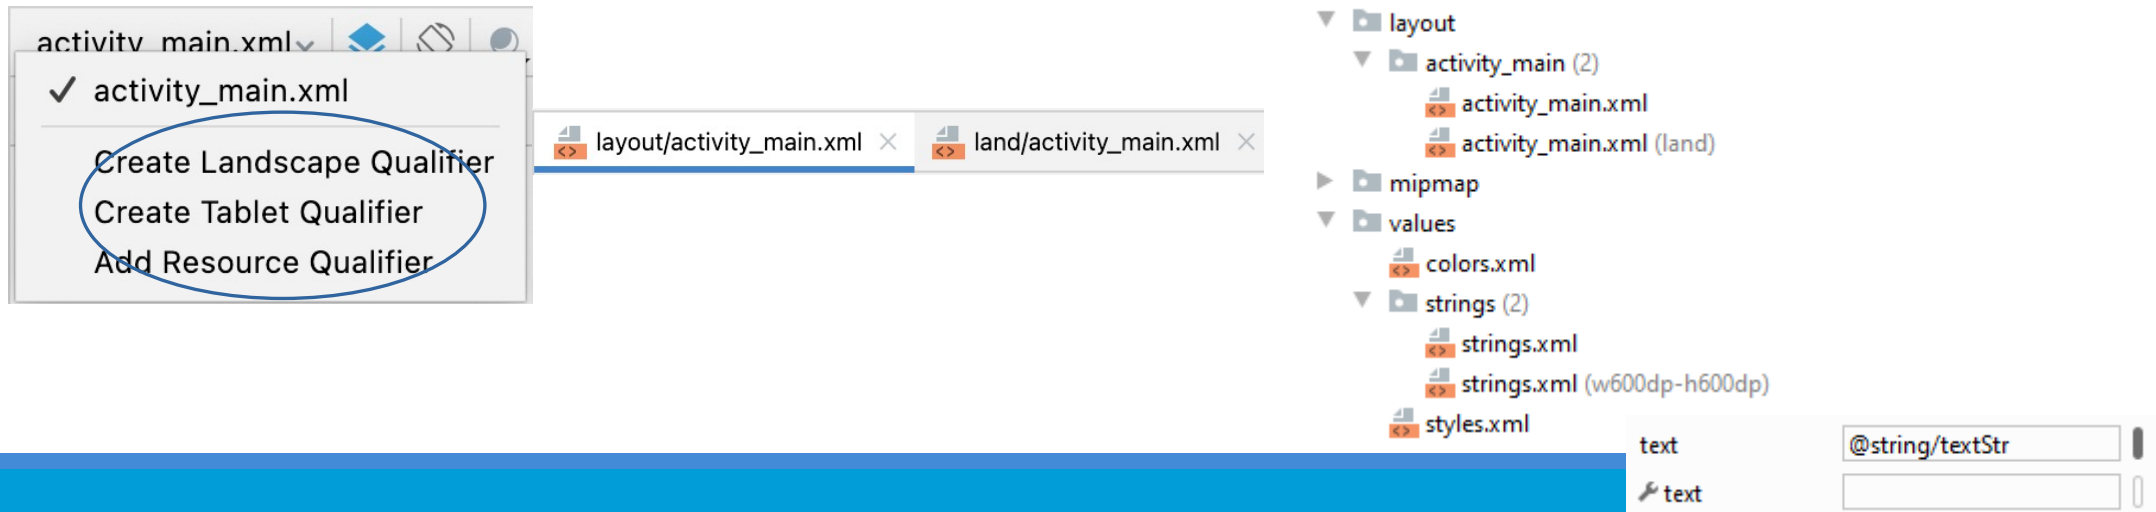 activity_main.xml
activity_main.xml
Create Landscape Qualifier
Create Tablet Qualifier
Add Resource Qualifier
layout/activity_main.xml
land/activity_main.xml
layout
activity_main (2)
activity_main.xml
activity_main.xml (land)
mipmap
values
colors.xml
strings (2)
strings.xml
strings.xml (w600dp-h600dp)
styles.xml
text @string/textStr
text